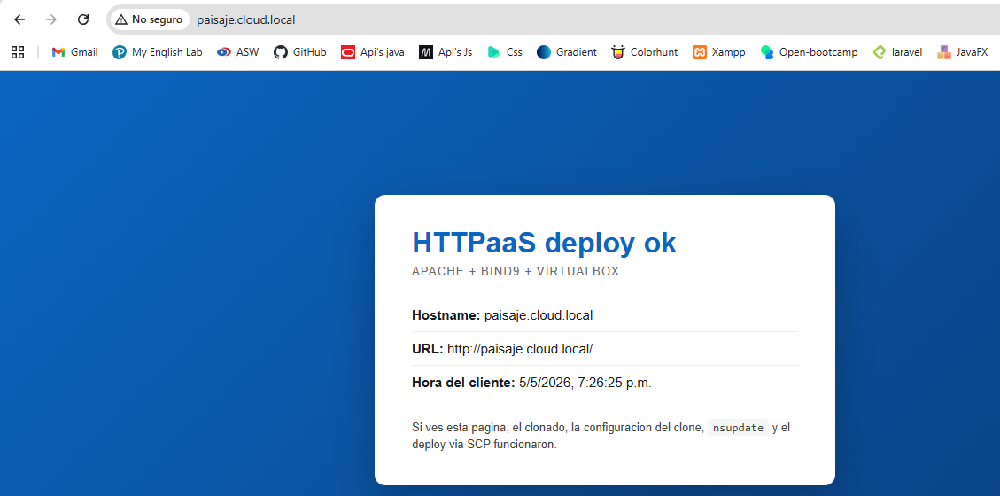 No seguro paisaje.cloud.local
Gmail My English Lab ASW GitHub Api's java Api's Js Css Gradient Colorhunt Xampp Open-bootcamp laravel JavaFX
HTTPaaS deploy ok
APACHE + BIND9 + VIRTUALBOX
Hostname: paisaje.cloud.local
URL: http://paisaje.cloud.local/
Hora del cliente: 5/5/2026, 7:26:25 p.m.
Si ves esta pagina, el clonado, la configuracion del clone, nsupdate y el
deploy via SCP funcionaron.